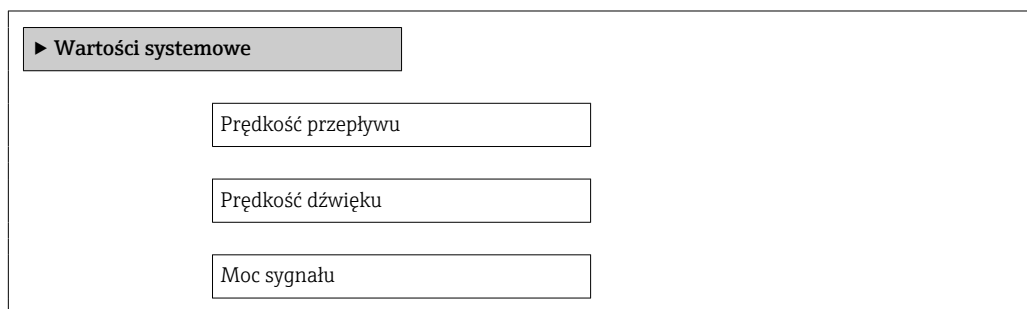 ▶ Wartości systemowe
Prędkość przepływu
Prędkość dźwięku
Moc sygnału